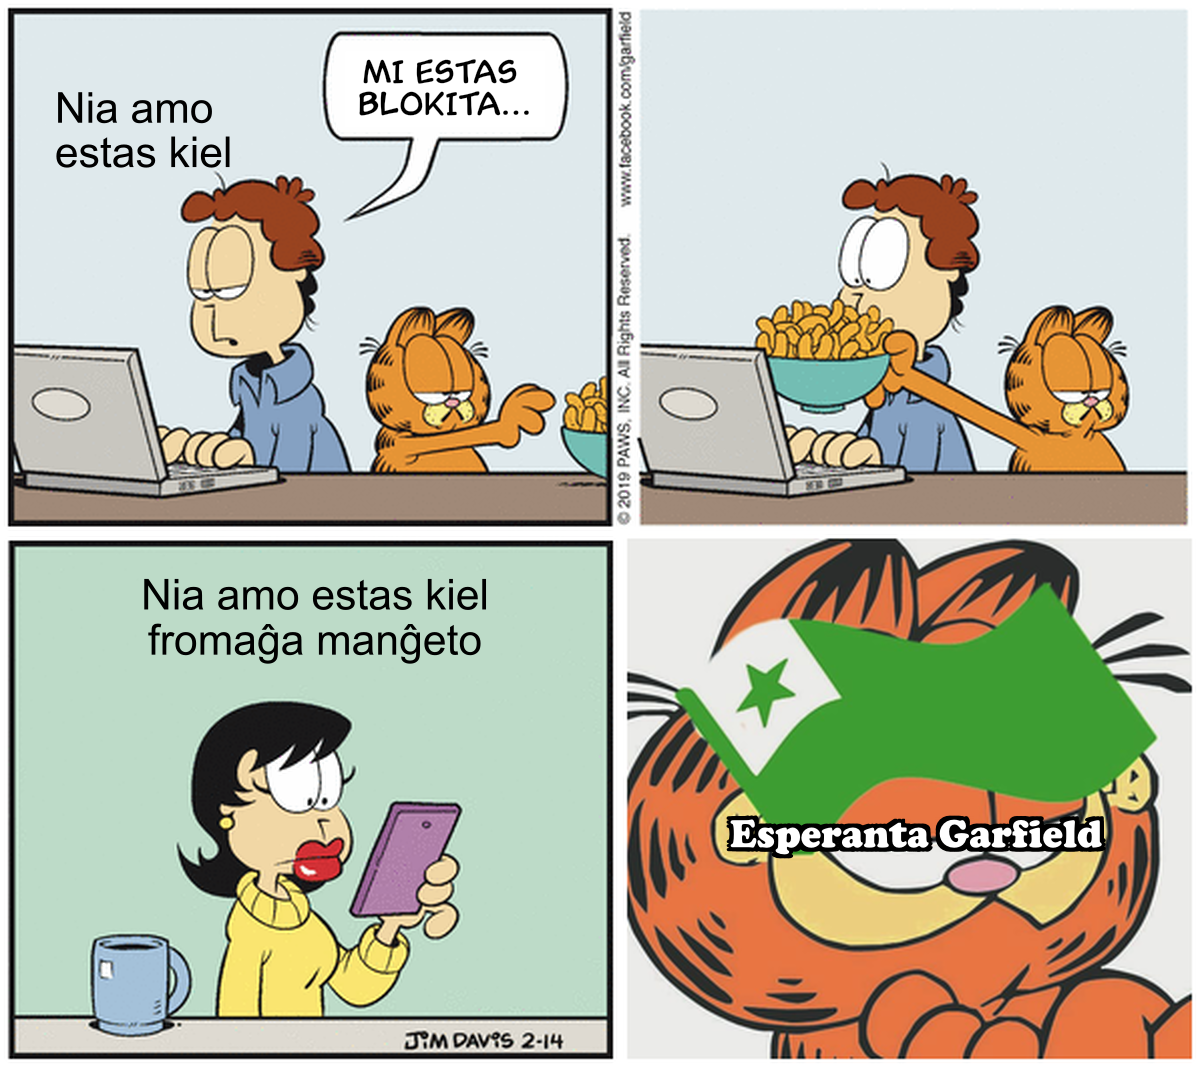 Nia amo
estas kiel
MI ESTAS
BLOKITA...
© 2019 PAWS, INC. All Rights Reserved. www.facebook.com/garfield
Nia amo estas kiel
fromaĝa manĝeto
JIM DAVIS 2-14
Esperanta Garfield